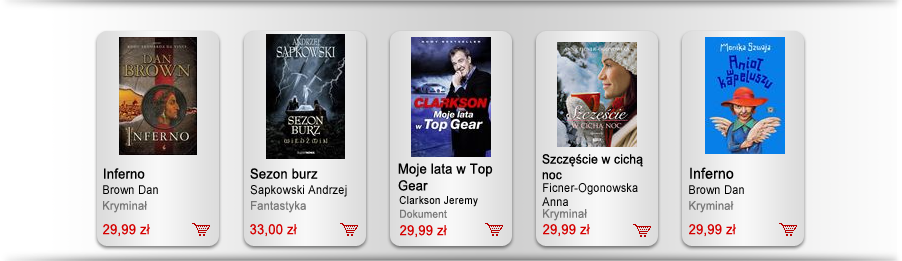 DAN
BROWN
INFERNO
Inferno
Brown Dan
Kryminał
29,99 zł
ANDRZEJ
SAPKOWSKI
SEZON
BURZ
WIEDŹMIN
Sezon burz
Sapkowski Andrzej
Fantastyka
33,00 zł
NOWY BESTSELLER
CLARKSON
Moje lata
w Top Gear
Moje lata w Top
Gear
Clarkson Jeremy
Dokument
29,99 zł
Szczęście
W CICHĄ NOC
Szczęście w cichą
noc
Ficner-Ogonowska
Anna
Kryminał
29,99 zł
Monika Szwaja
Anioł
w
kapeluszu
Inferno
Brown Dan
Kryminał
29,99 zł